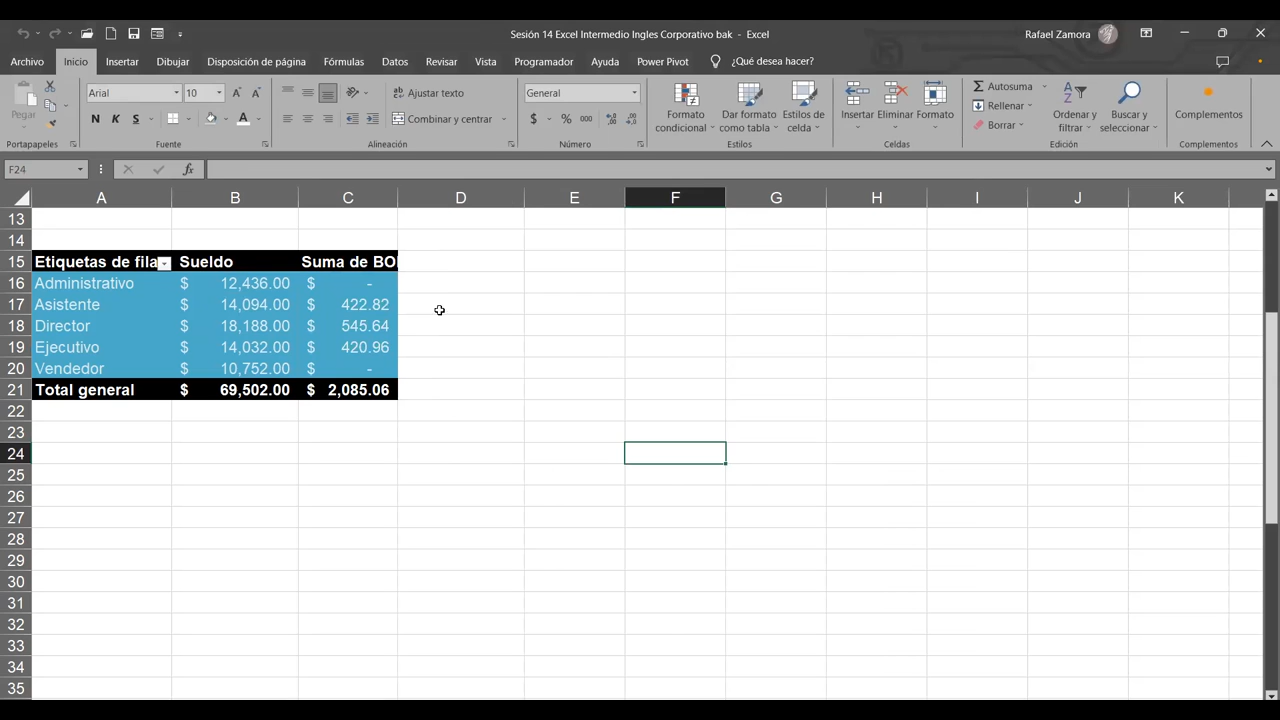 Sesión 14 Excel Intermedio Ingles Corporativo bak - Excel
Rafael Zamora
Archivo Inicio Insertar Dibujar Disposición de página Fórmulas Datos Revisar Vista Programador Ayuda Power Pivot ¿Qué desea hacer?
Pegar
Arial 10
N K S A
ab Ajustar texto
Combinar y centrar
General
$ % 000
Formato condicional
Dar formato como tabla
Estilos de celda
Insertar Eliminar Formato
Autosuma
Rellenar
Borrar
Ordenar y filtrar
Buscar y seleccionar
Complementos
Portapapeles Fuente Alineación Número Estilos Celdas Edición Complementos
F24 fx
A B C D E F G H I J K
13
14
15 Etiquetas de fila Sueldo Suma de BO
16 Administrativo $ 12,436.00 $ -
17 Asistente $ 14,094.00 $ 422.82
18 Director $ 18,188.00 $ 545.64
19 Ejecutivo $ 14,032.00 $ 420.96
20 Vendedor $ 10,752.00 $ -
21 Total general $ 69,502.00 $ 2,085.06
22
23
24
25
26
27
28
29
30
31
32
33
34
35